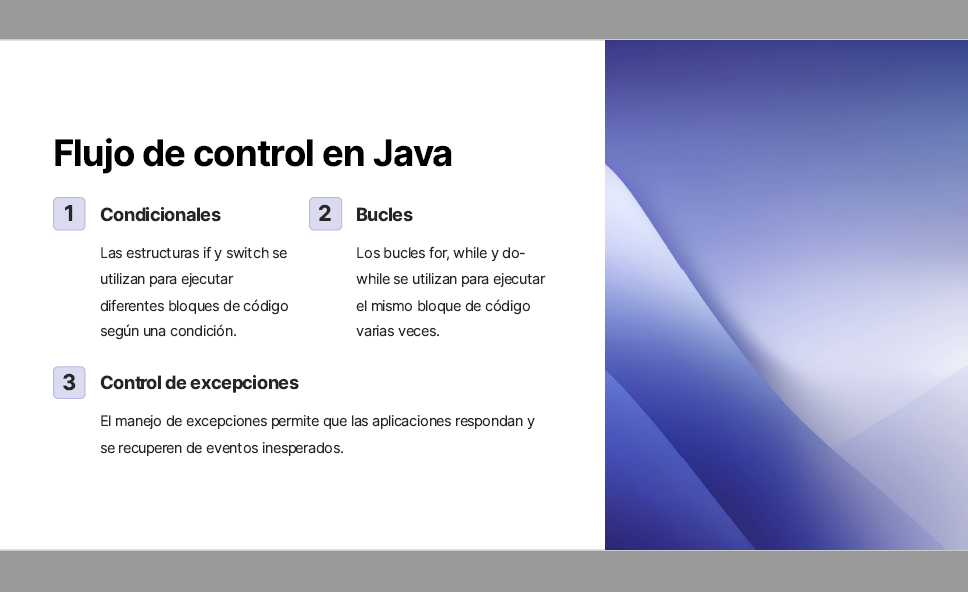 Flujo de control en Java
1
Condicionales
Las estructuras if y switch se
utilizan para ejecutar
diferentes bloques de código
según una condición.
2
Bucles
Los bucles for, while y do-
while se utilizan para ejecutar
el mismo bloque de código
varias veces.
3
Control de excepciones
El manejo de excepciones permite que las aplicaciones respondan y
se recuperen de eventos inesperados.